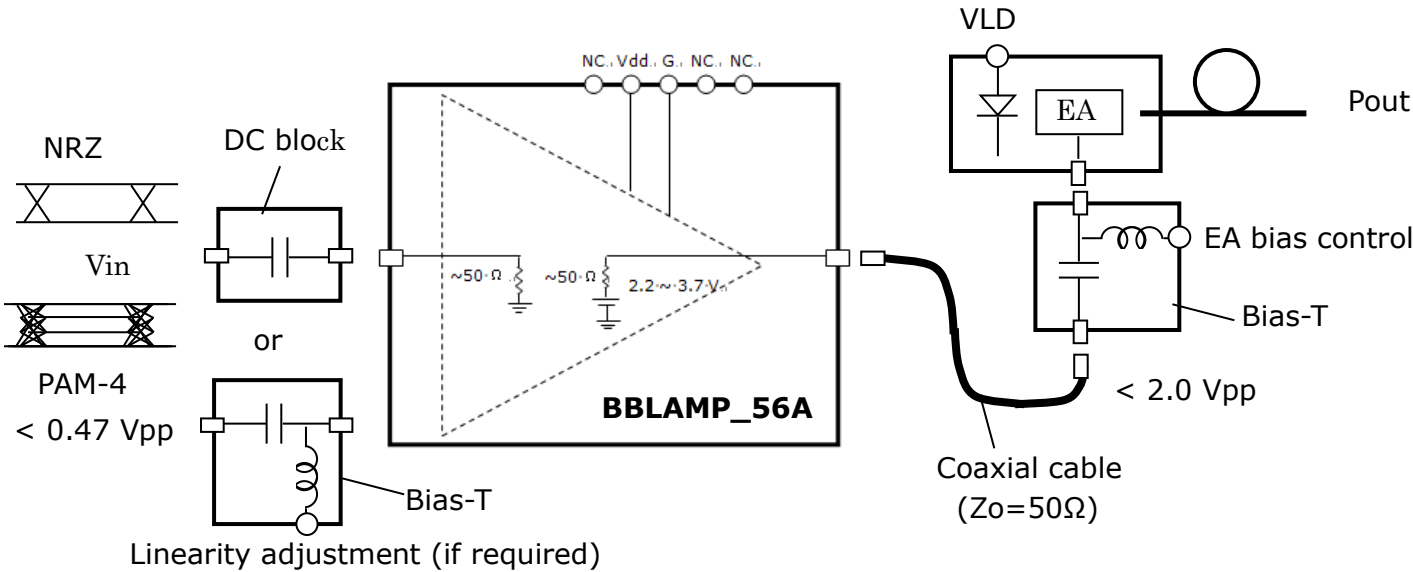 VLD
NC. Vdd. G. NC. NC.
Pout
EA
NRZ
DC block
EA bias control
Vin
~50 Ω
~50 Ω
2.2 ~ 3.7 V
Bias-T
or
PAM-4
< 0.47 Vpp
BBLAMP_56A
< 2.0 Vpp
Coaxial cable
(Zo=50Ω)
Bias-T
Linearity adjustment (if required)